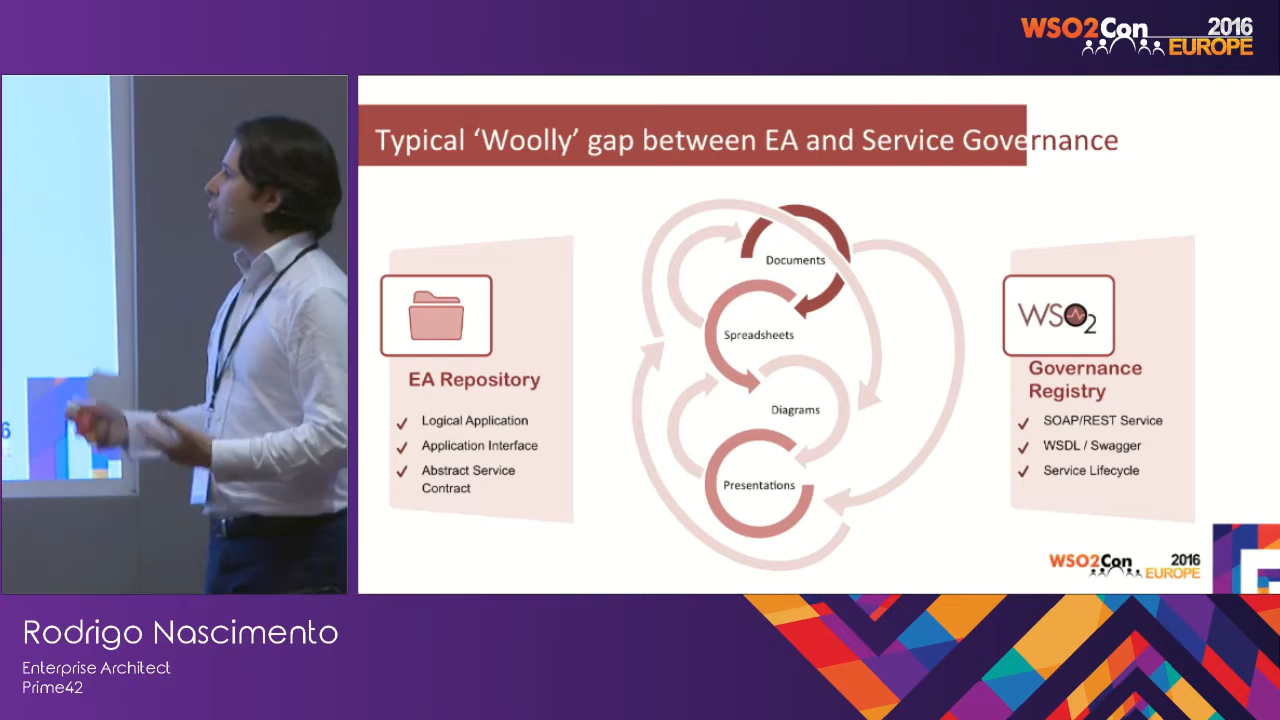 WSO2Con 2016
EUROPE
Typical ‘Woolly’ gap between EA and Service Governance
EA Repository
✓ Logical Application
✓ Application Interface
✓ Abstract Service
Contract
Documents
Spreadsheets
Diagrams
Presentations
WSO2
Governance
Registry
✓ SOAP/REST Service
✓ WSDL / Swagger
✓ Service Lifecycle
WSO2Con 2016
EUROPE
6
Rodrigo Nascimento
Enterprise Architect
Prime42